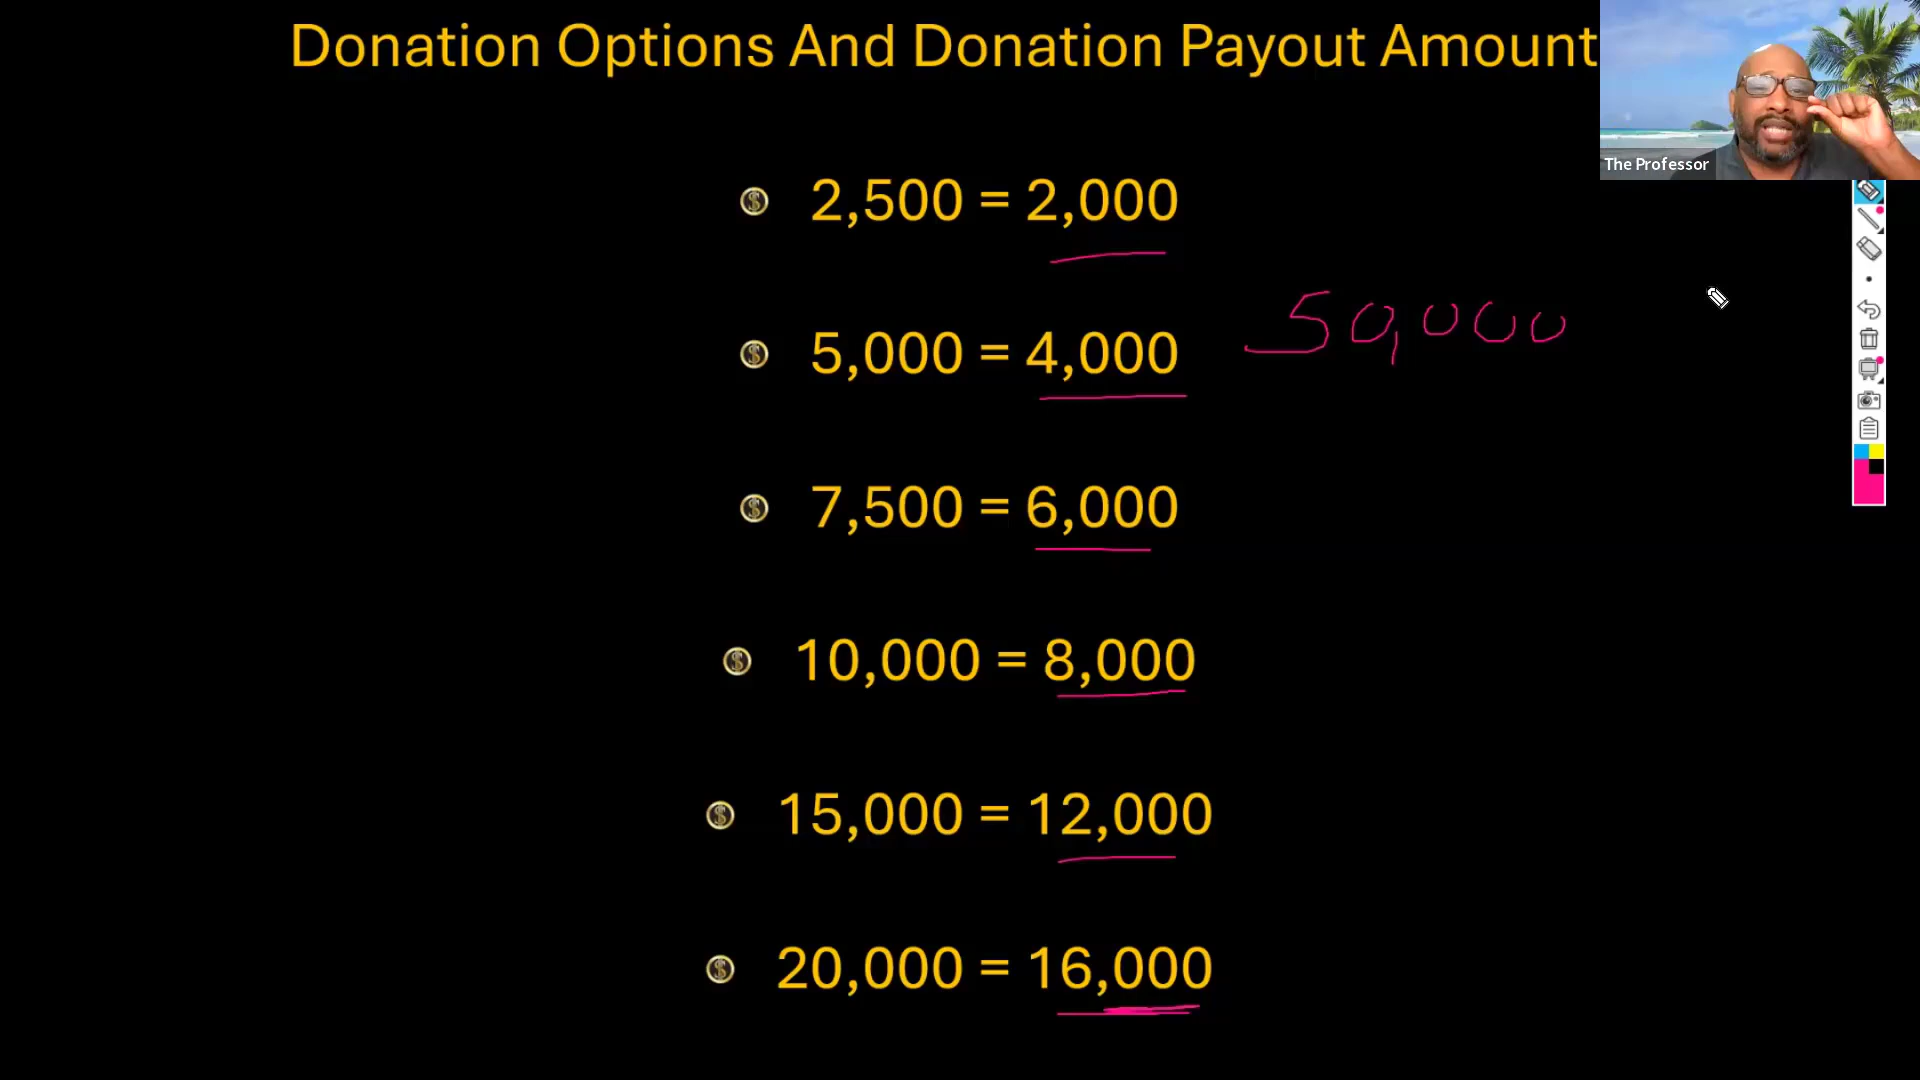 Donation Options And Donation Payout Amount
The Professor
2,500 = 2,000
50,000
5,000 = 4,000
7,500 = 6,000
10,000 = 8,000
15,000 = 12,000
20,000 = 16,000